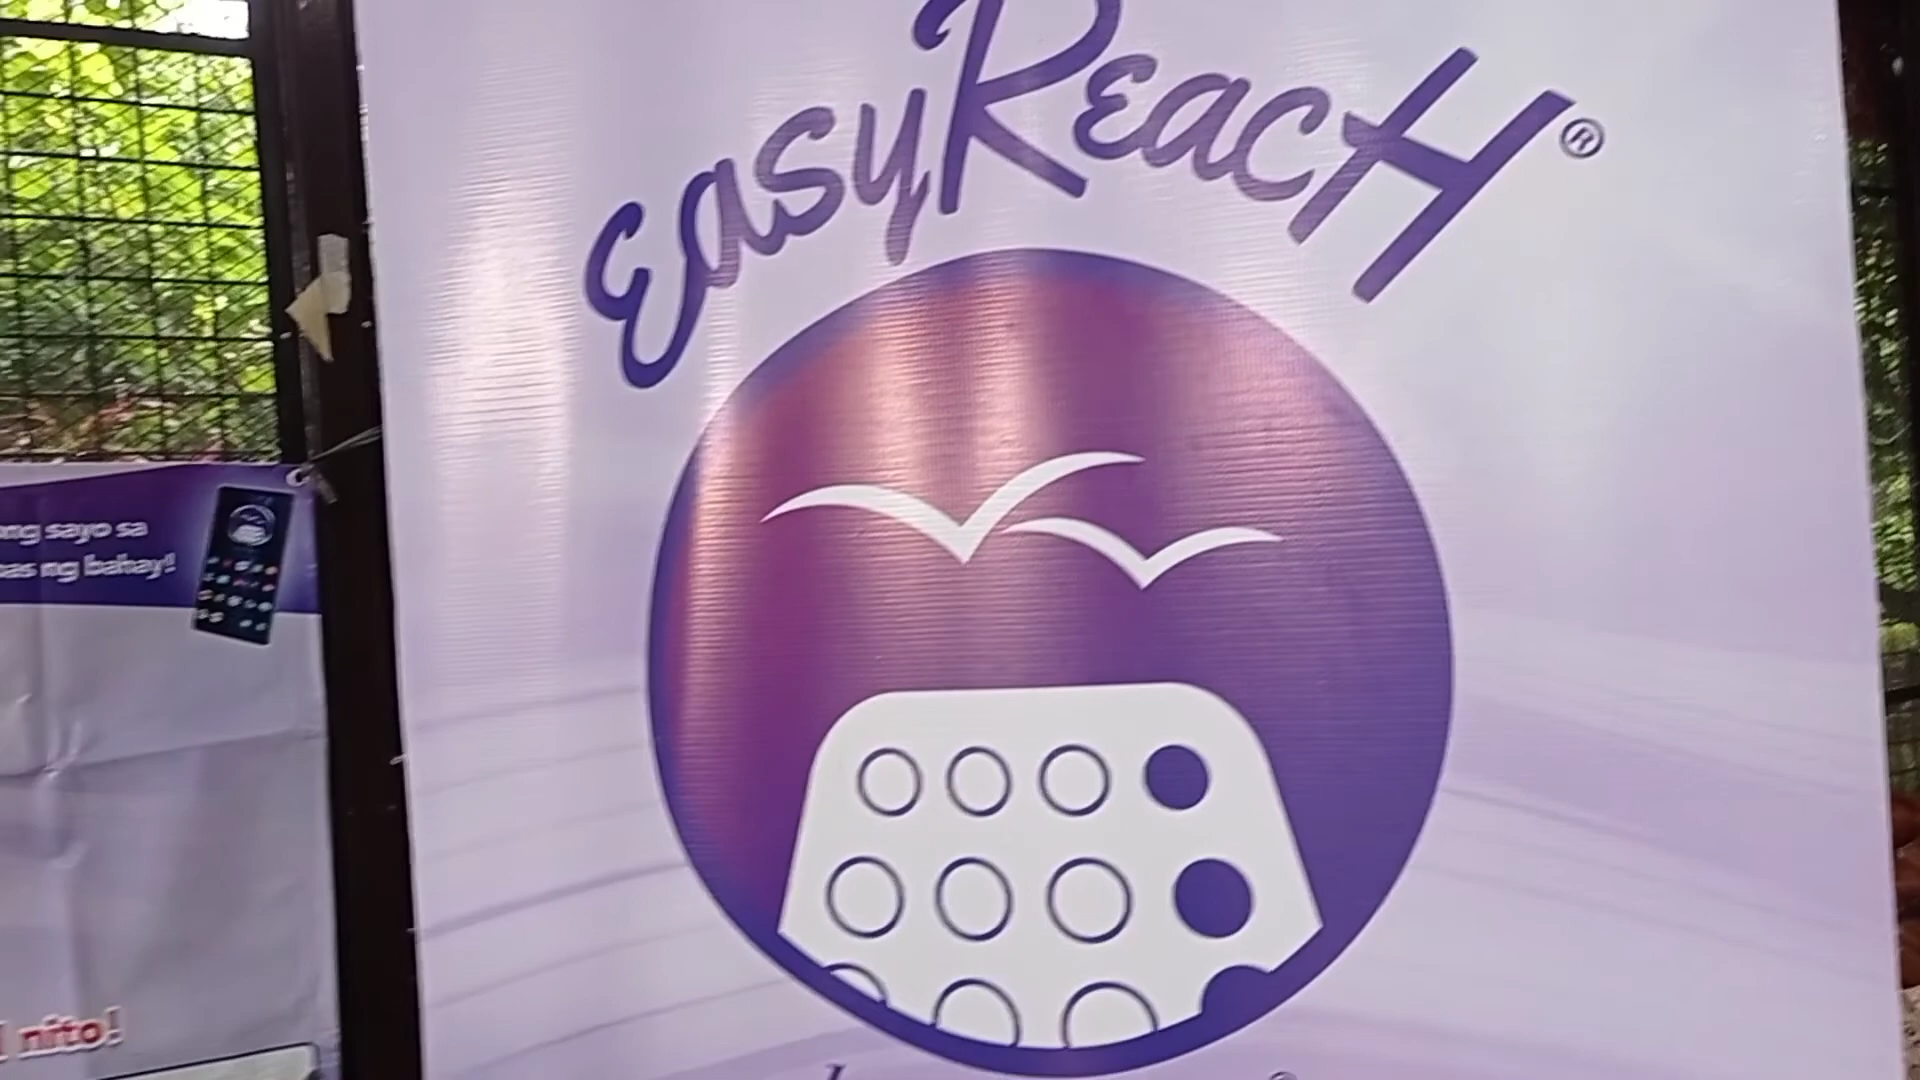 EasyReach®
ng sayo sa
as ng bahay!
nito!